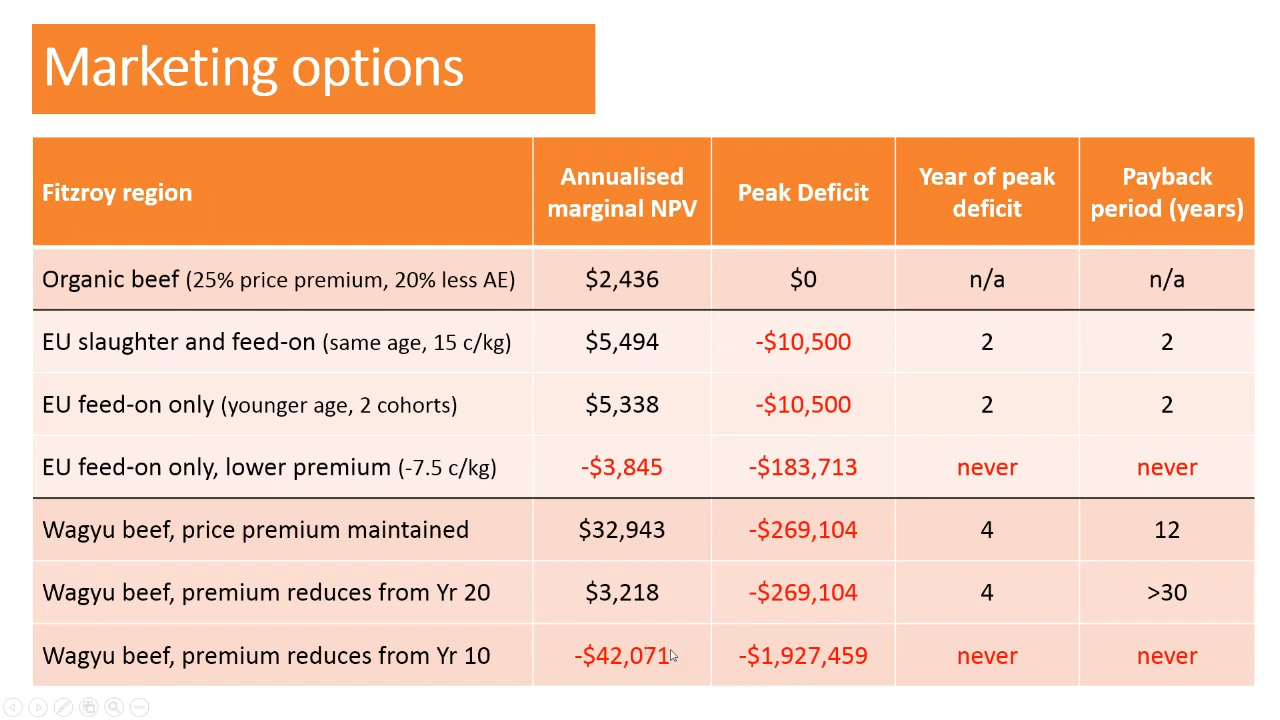 Marketing options
Fitzroy region
Annualised
marginal NPV
Peak Deficit
Year of peak
deficit
Payback
period (years)
Organic beef (25% price premium, 20% less AE) $2,436 $0 n/a n/a
EU slaughter and feed-on (same age, 15 c/kg) $5,494 -$10,500 2 2
EU feed-on only (younger age, 2 cohorts) $5,338 -$10,500 2 2
EU feed-on only, lower premium (-7.5 c/kg) -$3,845 -$183,713 never never
Wagyu beef, price premium maintained $32,943 -$269,104 4 12
Wagyu beef, premium reduces from Yr 20 $3,218 -$269,104 4 >30
Wagyu beef, premium reduces from Yr 10 -$42,071 -$1,927,459 never never